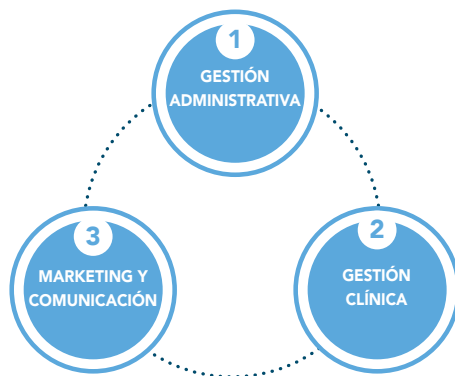 1
GESTIÓN
ADMINISTRATIVA
2
GESTIÓN
CLÍNICA
3
MARKETING Y
COMUNICACIÓN